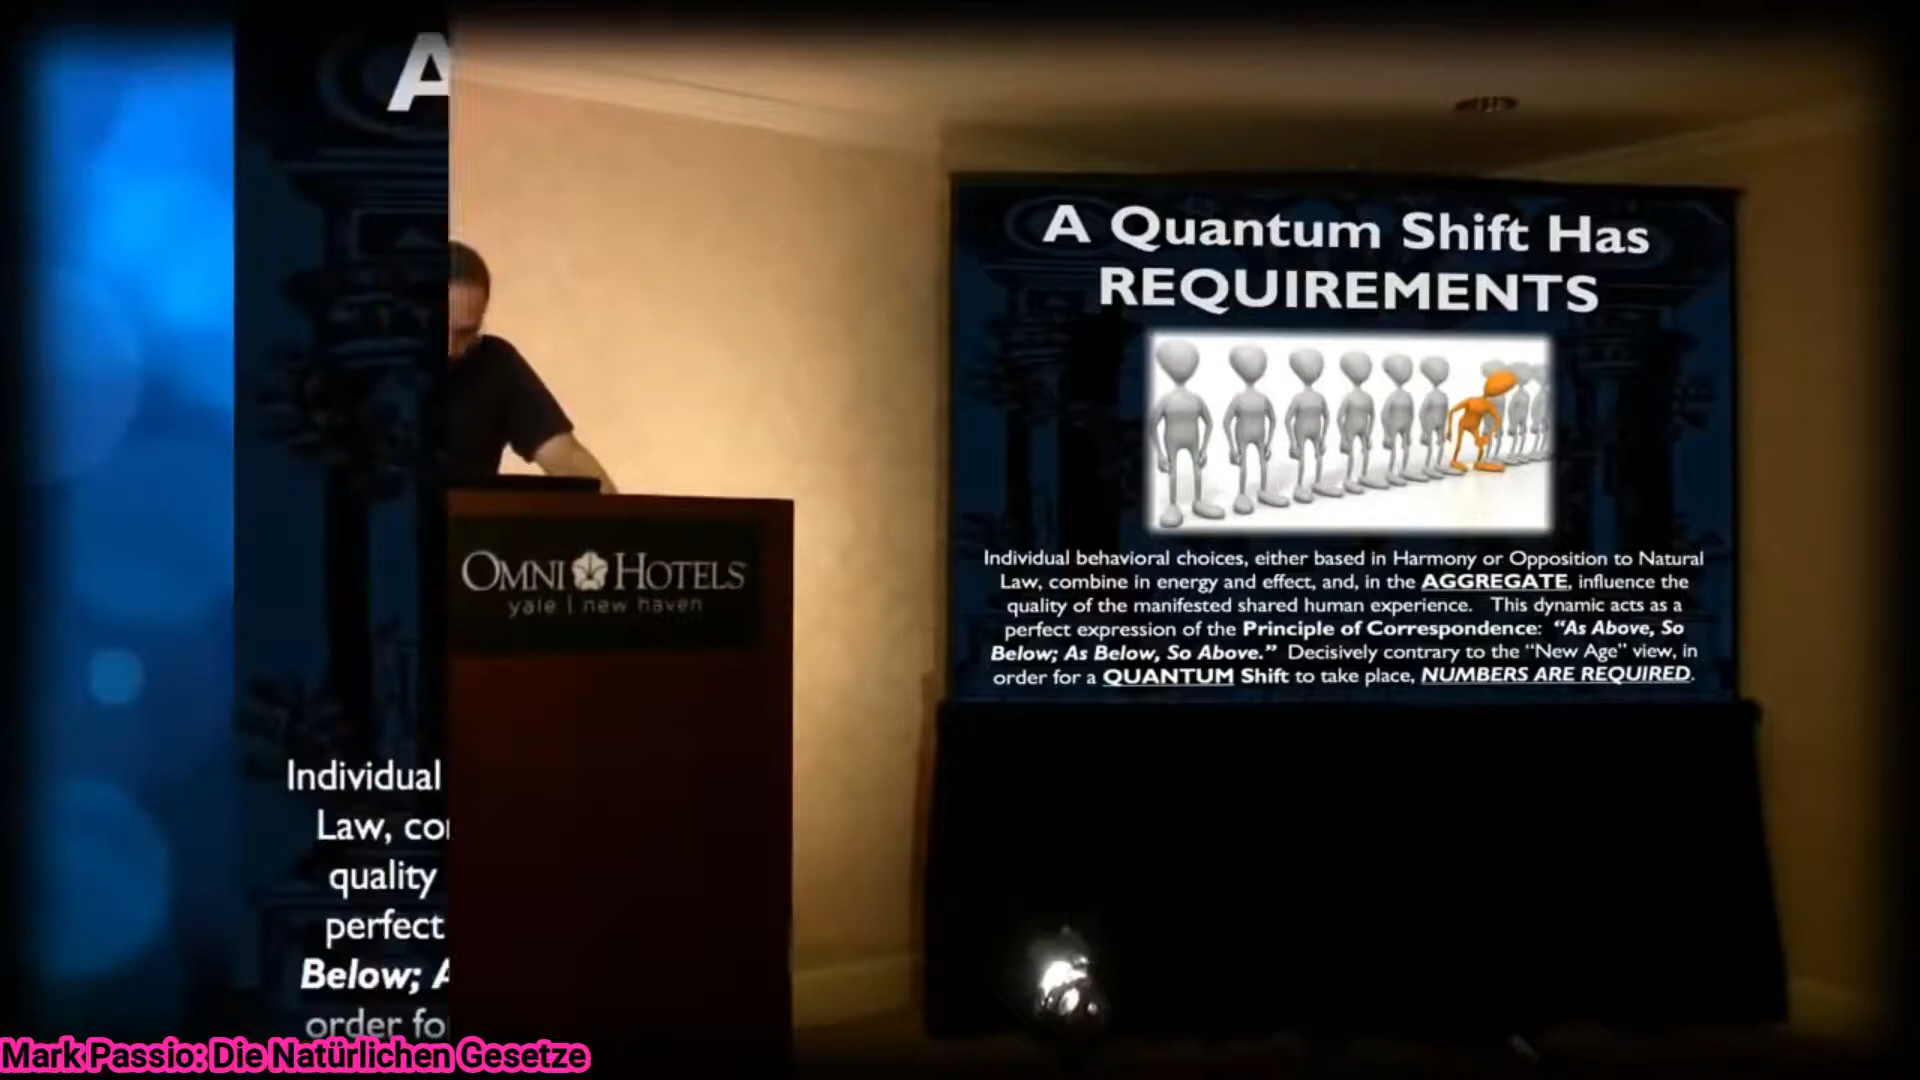 A
A Quantum Shift Has
REQUIREMENTS
OMNI HOTELS
yale | new haven
Individual behavioral choices, either based in Harmony or Opposition to Natural
Law, combine in energy and effect, and, in the AGGREGATE, influence the
quality of the manifested shared human experience. This dynamic acts as a
perfect expression of the Principle of Correspondence: “As Above, So
Below; As Below, So Above.” Decisively contrary to the “New Age” view, in
order for a QUANTUM Shift to take place, NUMBERS ARE REQUIRED.
Individual
Law, co
quality
perfect
Below; A
order fo
Mark Passio: Die Natürlichen Gesetze